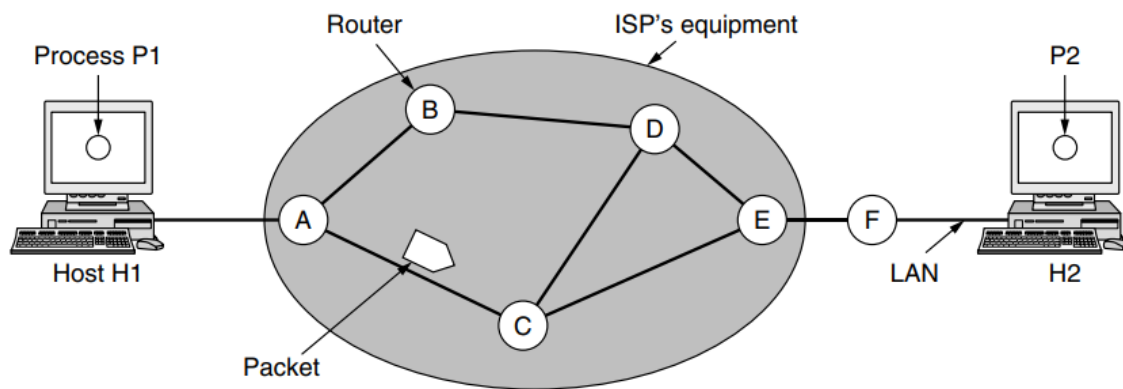 Router
ISP's equipment
Process P1
P2
B
D
A
E
F
C
Host H1
LAN
H2
Packet